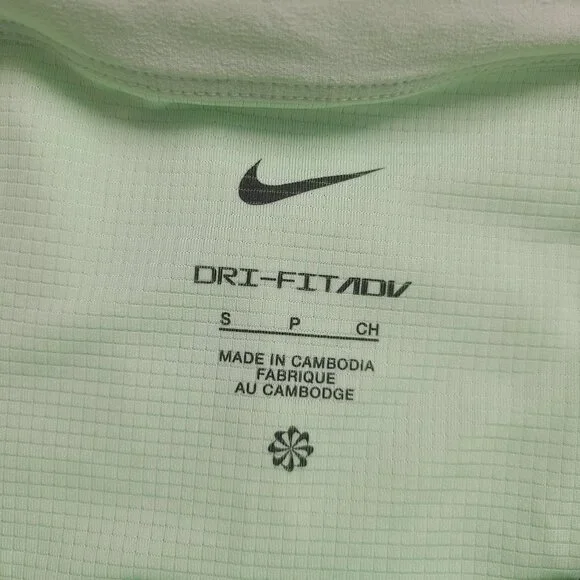 DRI-FIT ADV
S P CH
MADE IN CAMBODIA
FABRIQUE
AU CAMBODGE